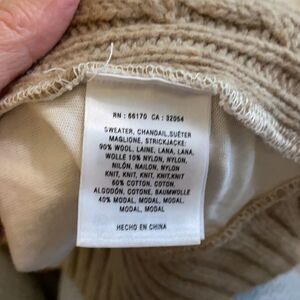 RN : 66170 CA : 32054
SWEATER, CHANDAIL, SUÉTER
MAGLIONE, STRICKJACKE:
90% WOOL, LAINE, LANA, LANA,
WOLLE 10% NYLON, NYLON,
NILÓN, NAILON, NYLON
KNIT, KNIT, KNIT, KNIT, KNIT
60% COTTON, COTON,
ALGODÓN, COTONE, BAUMWOLLE
40% MODAL, MODAL, MODAL,
MODAL, MODAL
HECHO EN CHINA